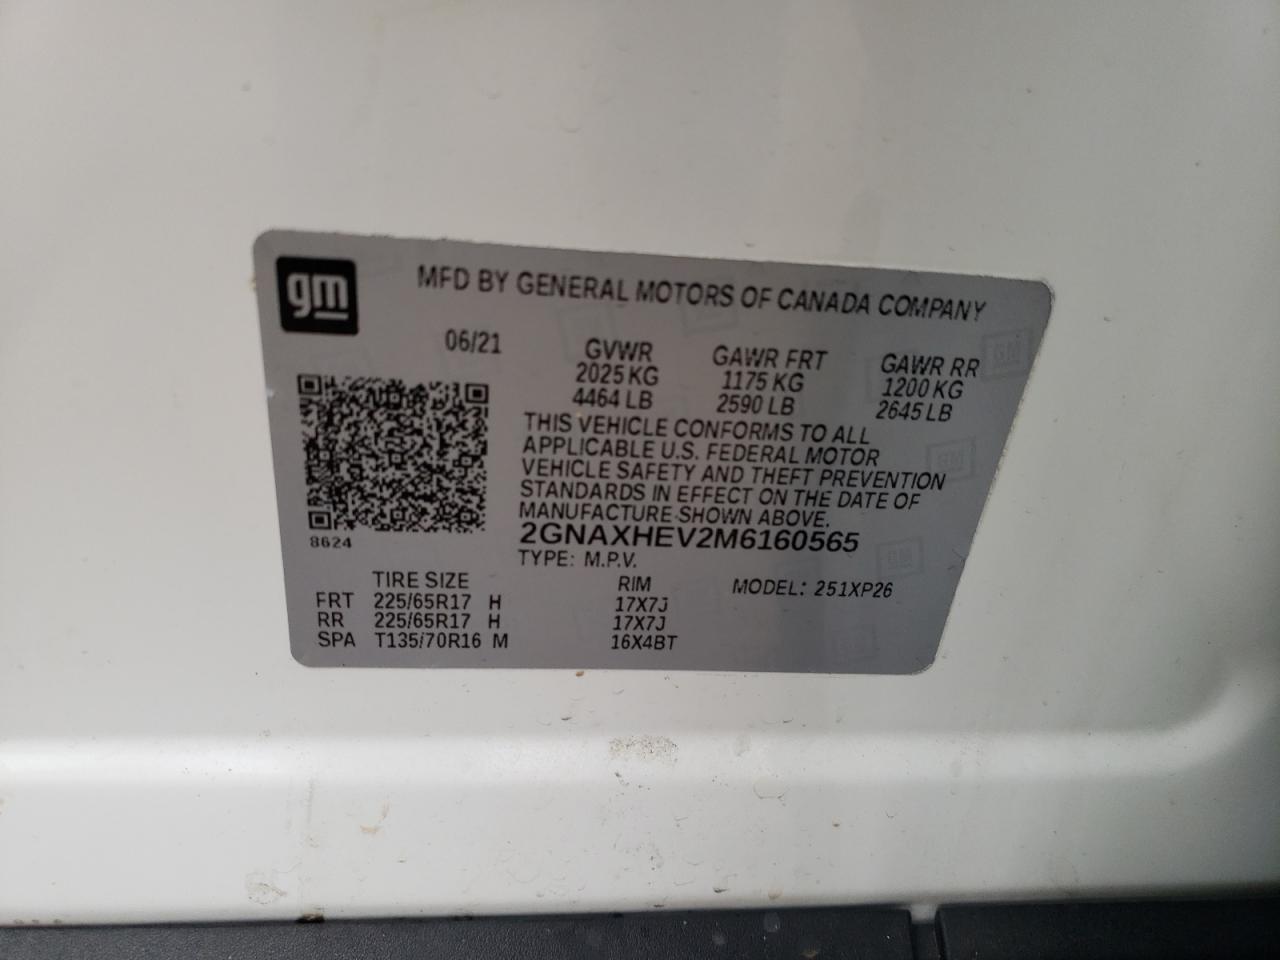 gm
MFD BY GENERAL MOTORS OF CANADA COMPANY
06/21
GVWR GAWR FRT GAWR RR
2025 KG 1175 KG 1200 KG
4464 LB 2590 LB 2645 LB
THIS VEHICLE CONFORMS TO ALL
APPLICABLE U.S. FEDERAL MOTOR
VEHICLE SAFETY AND THEFT PREVENTION
STANDARDS IN EFFECT ON THE DATE OF
MANUFACTURE SHOWN ABOVE.
8624
2GNAXHEV2M6160565
TYPE: M.P.V.
TIRE SIZE RIM MODEL: 251XP26
FRT 225/65R17 H 17X7J
RR 225/65R17 H 17X7J
SPA T135/70R16 M 16X4BT
GM
GM
GM